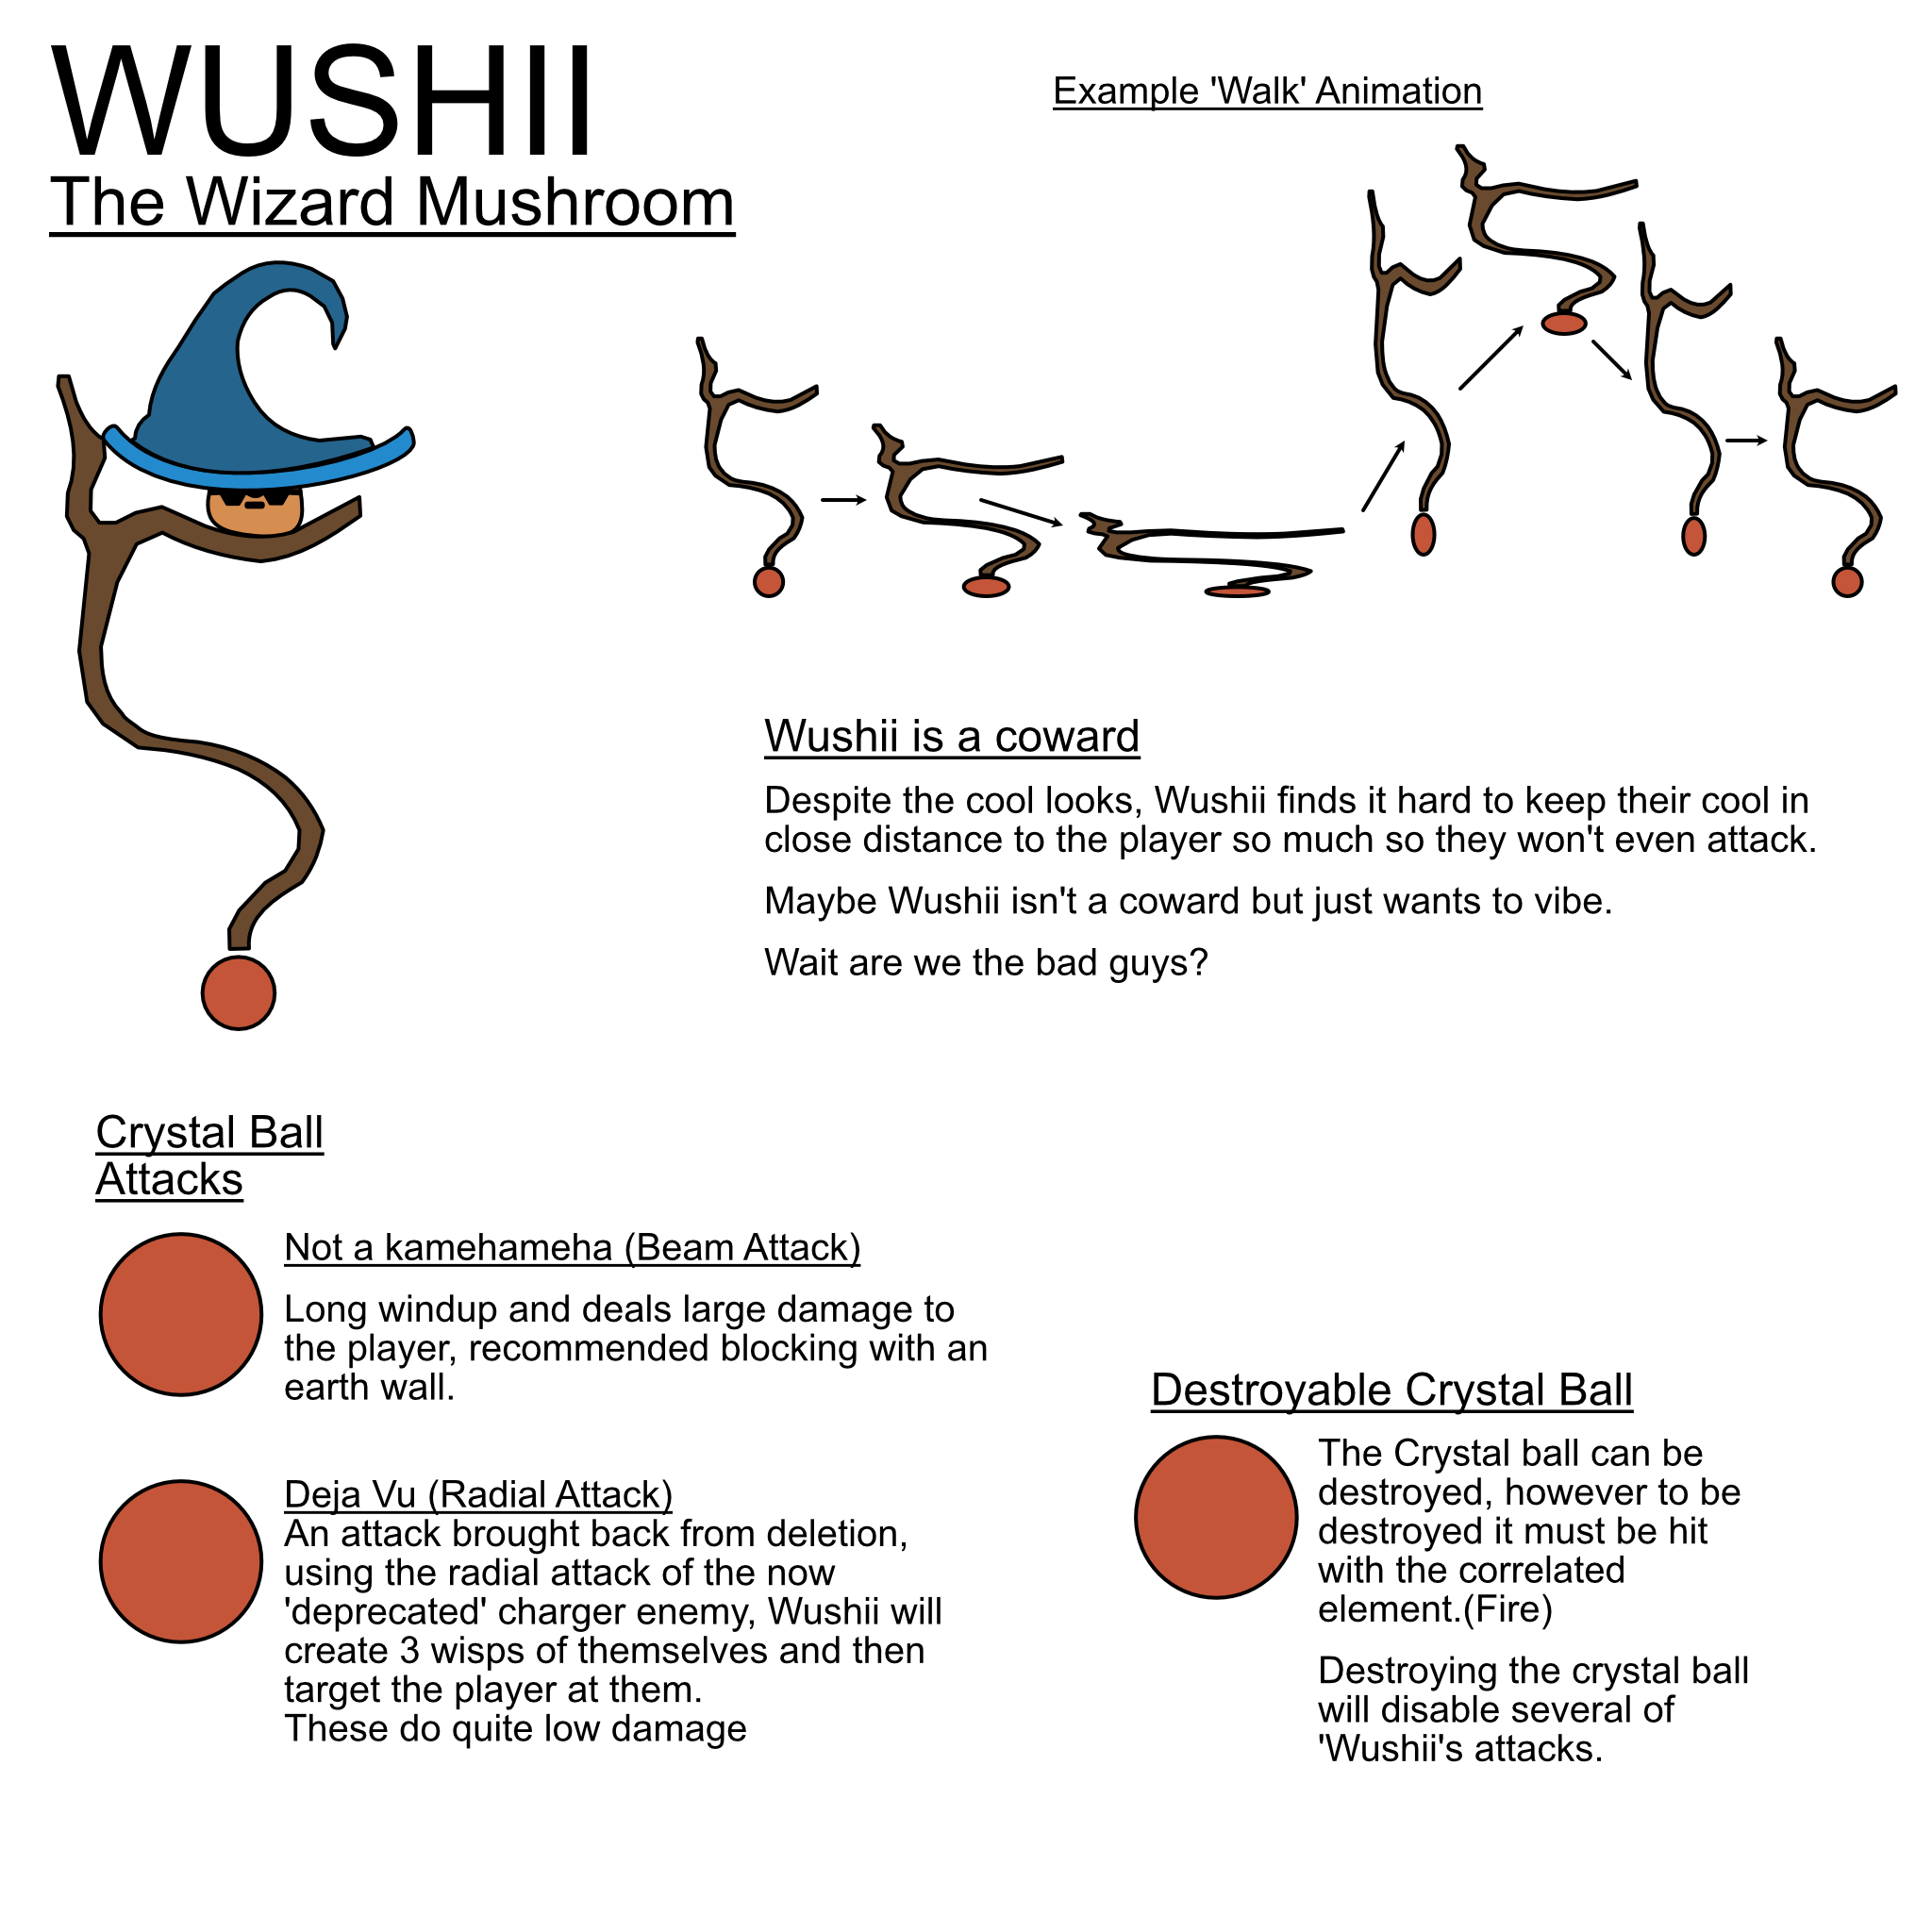 WUSHII
The Wizard Mushroom
Example 'Walk' Animation
Wushii is a coward
Despite the cool looks, Wushii finds it hard to keep their cool in
close distance to the player so much so they won't even attack.
Maybe Wushii isn't a coward but just wants to vibe.
Wait are we the bad guys?
Crystal Ball
Attacks
Not a kamehameha (Beam Attack)
Long windup and deals large damage to
the player, recommended blocking with an
earth wall.
Deja Vu (Radial Attack)
An attack brought back from deletion,
using the radial attack of the now
'deprecated' charger enemy, Wushii will
create 3 wisps of themselves and then
target the player at them.
These do quite low damage
Destroyable Crystal Ball
The Crystal ball can be
destroyed, however to be
destroyed it must be hit
with the correlated
element.(Fire)
Destroying the crystal ball
will disable several of
'Wushii's attacks.